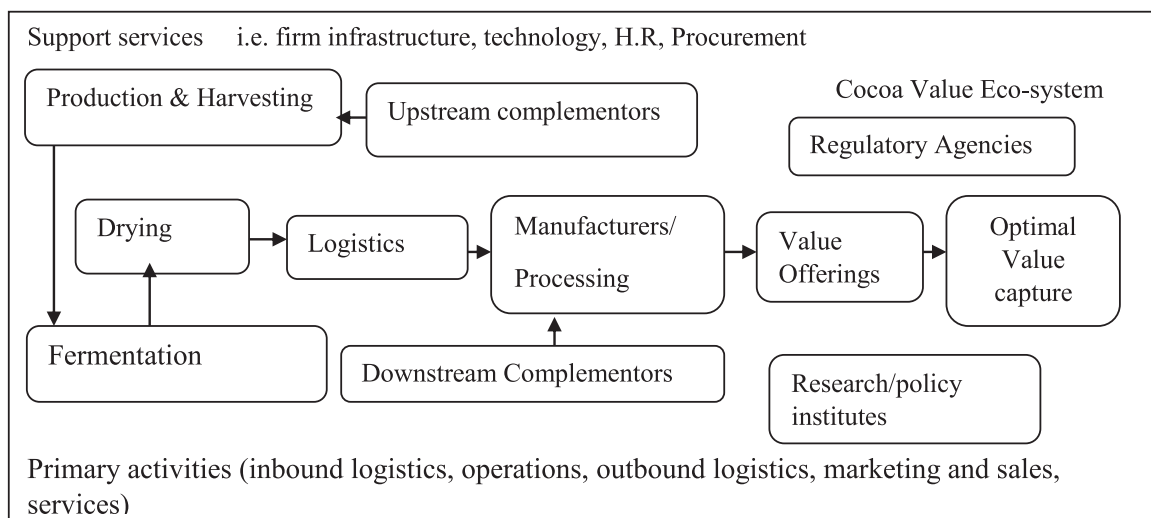 Support services i.e. firm infrastructure, technology, H.R, Procurement
Production & Harvesting
Upstream complementors
Cocoa Value Eco-system
Regulatory Agencies
Drying
Logistics
Manufacturers/
Processing
Value
Offerings
Optimal
Value
capture
Fermentation
Downstream Complementors
Research/policy
institutes
Primary activities (inbound logistics, operations, outbound logistics, marketing and sales,
services)